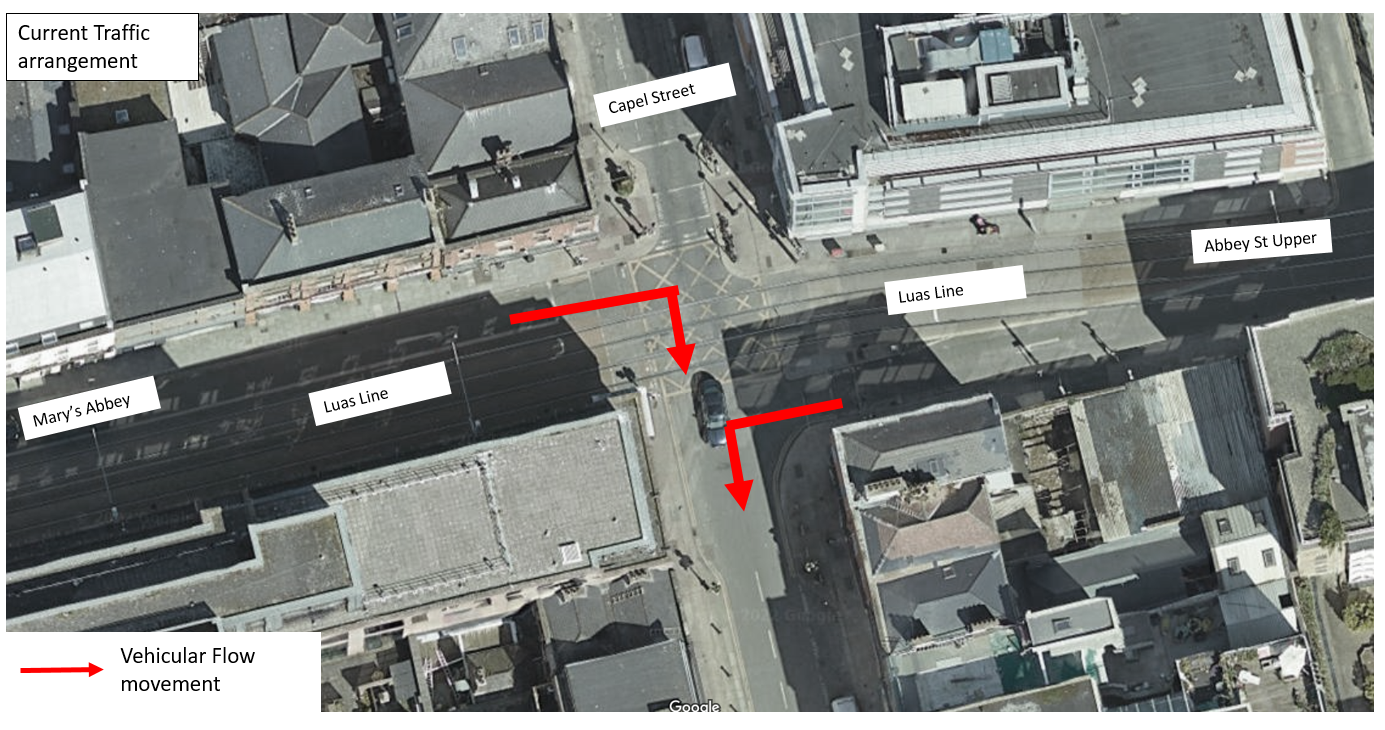 Current Traffic
arrangement
Capel Street
Abbey St Upper
Luas Line
Luas Line
Mary's Abbey
Vehicular Flow
movement
Google